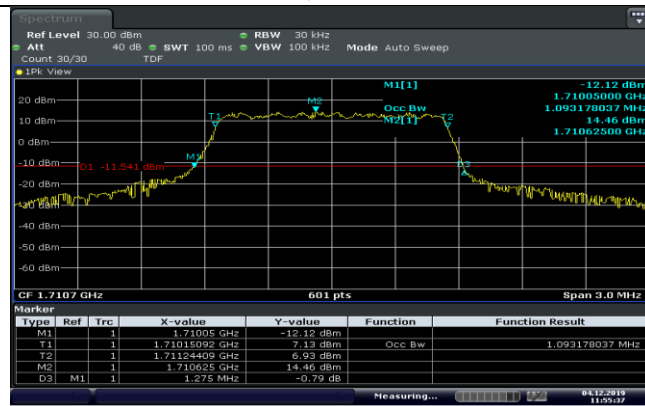 Spectrum
Ref Level 30.00 dBm RBW 30 kHz
Att 40 dB SWT 100 ms VBW 100 kHz Mode Auto Sweep
Count 30/30 TDF
1Pk View
M1[1] -12.12 dBm
1.71005000 GHz
20 dBm
M2
Occ Bw 1.093178037 MHz
10 dBm
T1
M2[1] 14.46 dBm
T2
1.71062500 GHz
0 dBm
M1
-10 dBm
D1 -11.541 dBm
D3
-20 dBm
-30 dBm
-40 dBm
-50 dBm
-60 dBm
CF 1.7107 GHz 601 pts Span 3.0 MHz
Marker
Type Ref Trc X-value Y-value Function Function Result
M1 1 1.71005 GHz -12.12 dBm
T1 1 1.71015092 GHz 7.13 dBm Occ Bw 1.093178037 MHz
T2 1 1.71124409 GHz 6.93 dBm
M2 1 1.710625 GHz 14.46 dBm
D3 M1 1 1.275 MHz -0.79 dB
Measuring... 04.12.2019
11:55:37